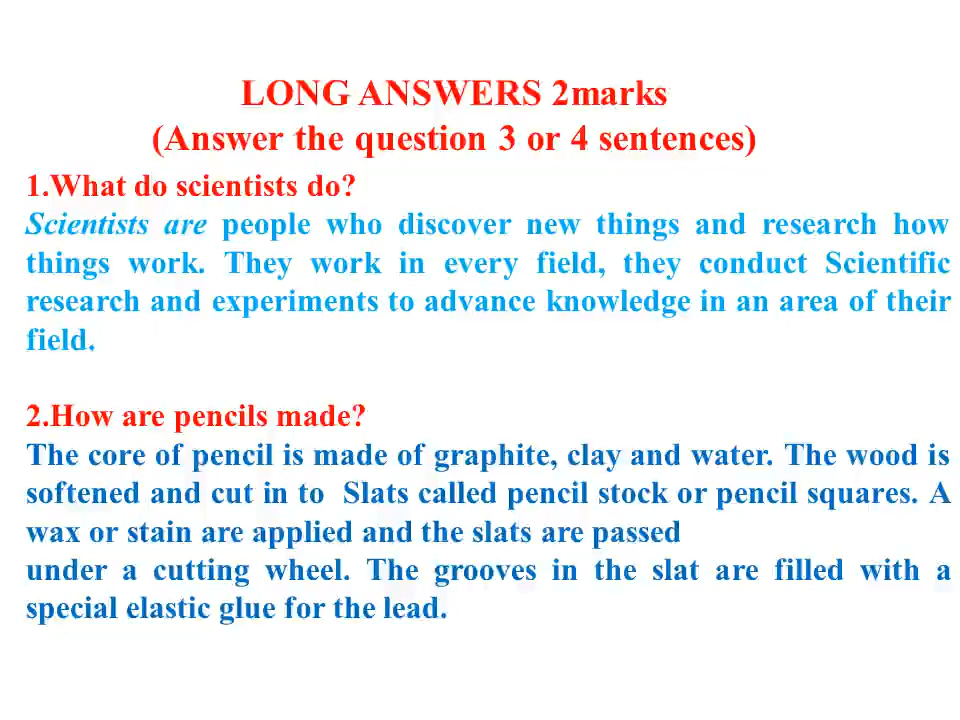 LONG ANSWERS 2marks
(Answer the question 3 or 4 sentences)
1.What do scientists do?
Scientists are people who discover new things and research how
things work. They work in every field, they conduct Scientific
research and experiments to advance knowledge in an area of their
field.
2.How are pencils made?
The core of pencil is made of graphite, clay and water. The wood is
softened and cut in to  Slats called pencil stock or pencil squares. A
wax or stain are applied and the slats are passed
under a cutting wheel. The grooves in the slat are filled with a
special elastic glue for the lead.